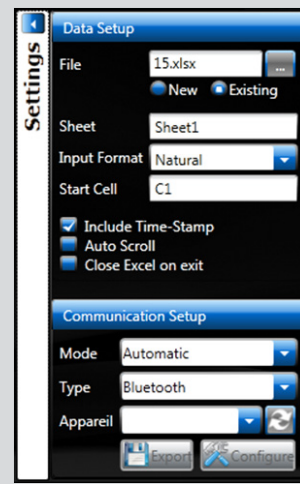 Settings
Data Setup
File 15.xlsx ...
New Existing
Sheet Sheet1
Input Format Natural
Start Cell C1
Include Time-Stamp
Auto Scroll
Close Excel on exit
Communication Setup
Mode Automatic
Type Bluetooth
Appareil
Export Configure